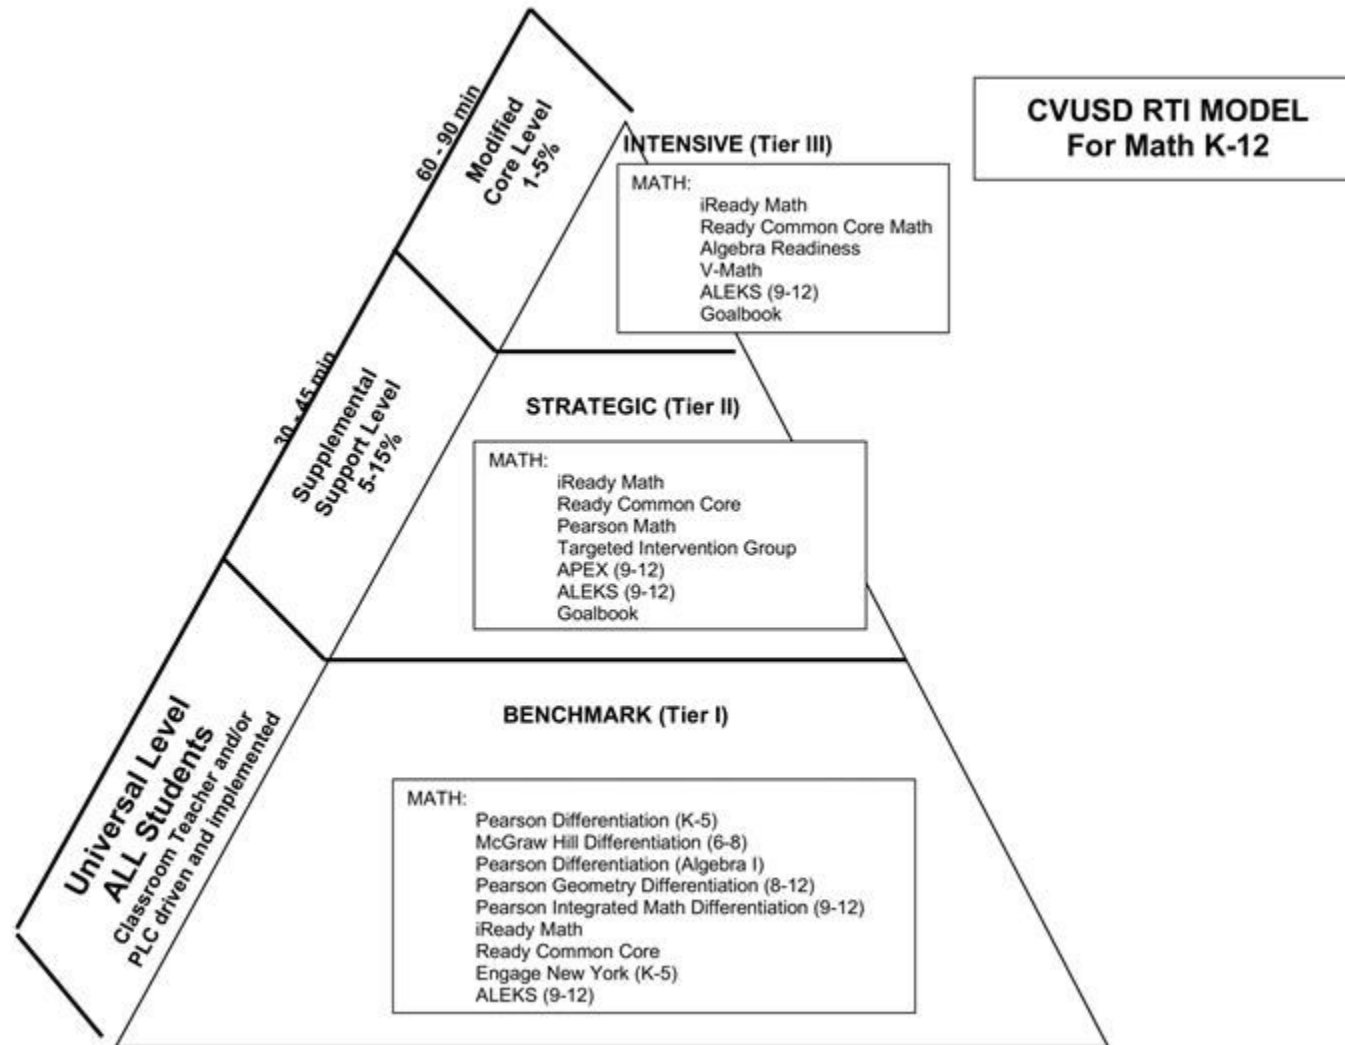 CVUSD RTI MODEL
For Math K-12
60 - 90 min
Modified
Core Level
1-5%
INTENSIVE (Tier III)
MATH:
iReady Math
Ready Common Core Math
Algebra Readiness
V-Math
ALEKS (9-12)
Goalbook
30 - 45 min
Supplemental
Support Level
5-15%
STRATEGIC (Tier II)
MATH:
iReady Math
Ready Common Core
Pearson Math
Targeted Intervention Group
APEX (9-12)
ALEKS (9-12)
Goalbook
Universal Level
ALL Students
Classroom Teacher and/or
PLC driven and implemented
BENCHMARK (Tier I)
MATH:
Pearson Differentiation (K-5)
McGraw Hill Differentiation (6-8)
Pearson Differentiation (Algebra I)
Pearson Geometry Differentiation (8-12)
Pearson Integrated Math Differentiation (9-12)
iReady Math
Ready Common Core
Engage New York (K-5)
ALEKS (9-12)